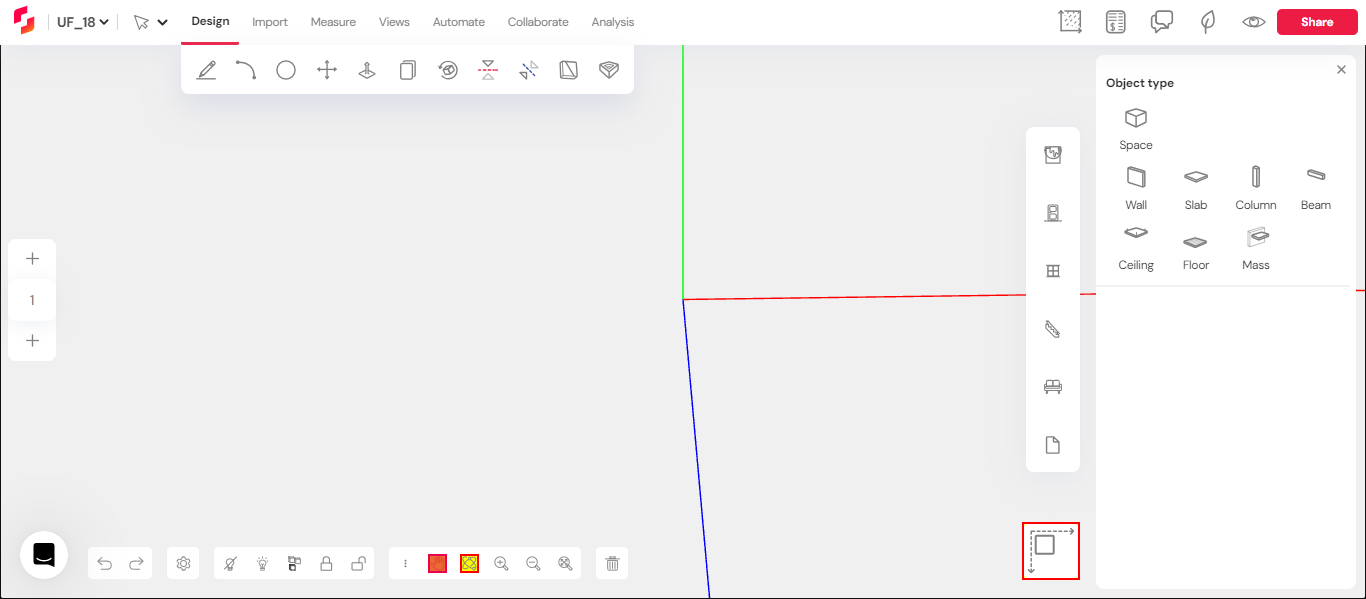 UF_18
Design
Import
Measure
Views
Automate
Collaborate
Analysis
Share
Object type
Space
Wall
Slab
Column
Beam
Ceiling
Floor
Mass
1